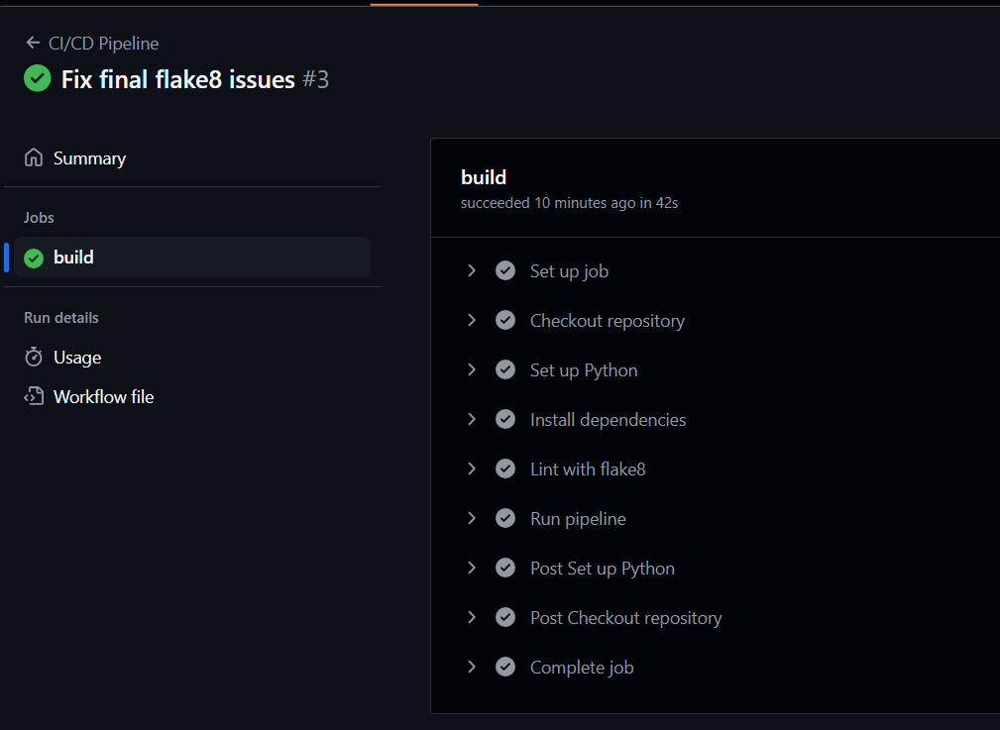 CI/CD Pipeline
Fix final flake8 issues #3
Summary
Jobs
build
Run details
Usage
Workflow file
build
succeeded 10 minutes ago in 42s
Set up job
Checkout repository
Set up Python
Install dependencies
Lint with flake8
Run pipeline
Post Set up Python
Post Checkout repository
Complete job